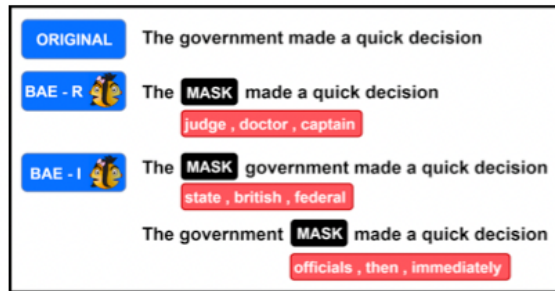 ORIGINAL The government made a quick decision
BAE - R The MASK made a quick decision
judge , doctor , captain
BAE - I The MASK government made a quick decision
state , british , federal
The government MASK made a quick decision
officials , then , immediately